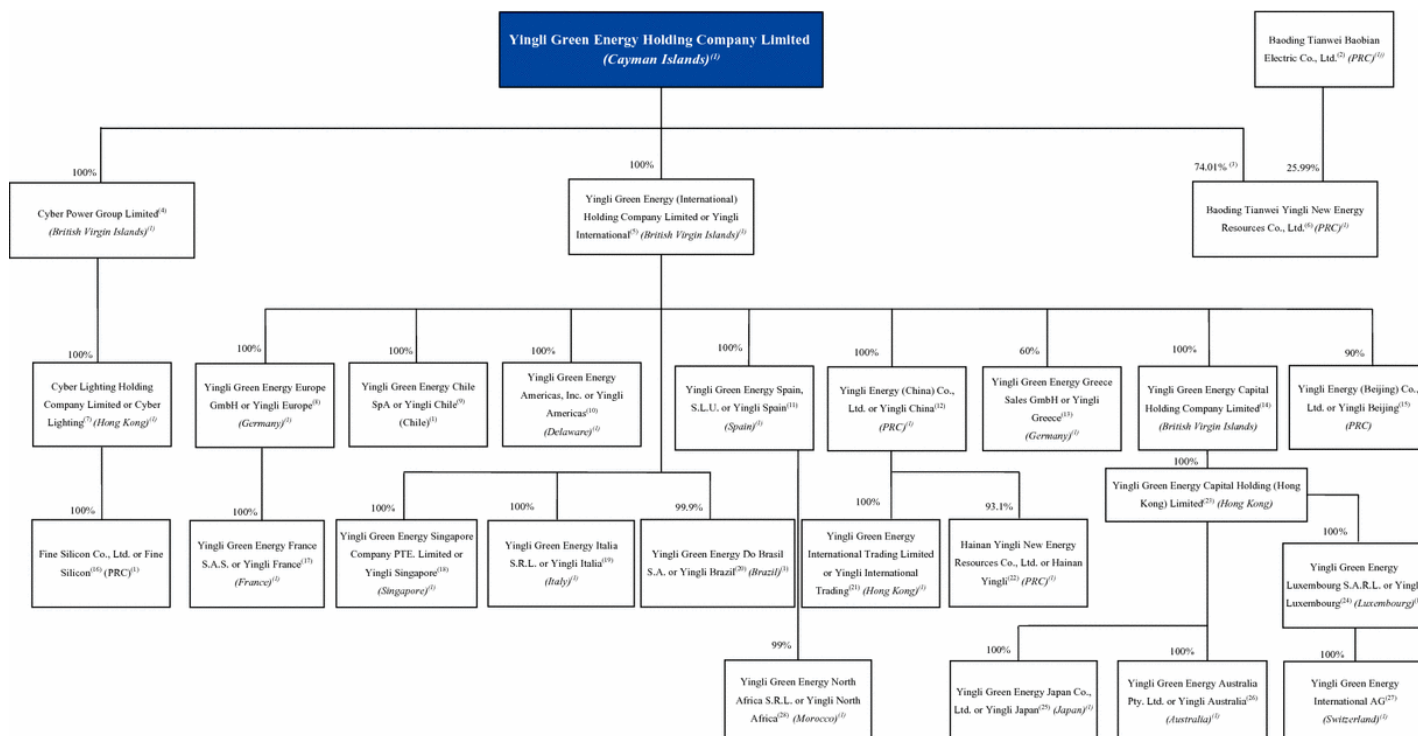 Yingli Green Energy Holding Company Limited
(Cayman Islands)(1)
Baoding Tianwei Baobian
Electric Co., Ltd.(2) (PRC)(1))
100%
100%
74.01% (3)
25.99%
Cyber Power Group Limited(4)
(British Virgin Islands)(1)
Yingli Green Energy (International)
Holding Company Limited or Yingli
International(5) (British Virgin Islands)(1)
Baoding Tianwei Yingli New Energy
Resources Co., Ltd.(6) (PRC)(1)
100%
Cyber Lighting Holding
Company Limited or Cyber
Lighting(7) (Hong Kong)(1)
100%
Yingli Green Energy Europe
GmbH or Yingli Europe(8)
(Germany)(1)
100%
Yingli Green Energy Chile
SpA or Yingli Chile(9)
(Chile)(1)
100%
Yingli Green Energy
Americas, Inc. or Yingli
Americas(10)
(Delaware)(1)
100%
Yingli Green Energy Spain,
S.L.U. or Yingli Spain(11)
(Spain)(1)
100%
Yingli Energy (China) Co.,
Ltd. or Yingli China(12)
(PRC)(1)
60%
Yingli Green Energy Greece
Sales GmbH or Yingli
Greece(13)
(Germany)(1)
100%
Yingli Green Energy Capital
Holding Company Limited(14)
(British Virgin Islands)
90%
Yingli Energy (Beijing) Co.,
Ltd. or Yingli Beijing(15)
(PRC)
100%
Yingli Green Energy Capital Holding (Hong
Kong) Limited(23) (Hong Kong)
100%
Fine Silicon Co., Ltd. or Fine
Silicon(16) (PRC)(1)
100%
Yingli Green Energy France
S.A.S. or Yingli France(17)
(France)(1)
100%
Yingli Green Energy Singapore
Company PTE. Limited or
Yingli Singapore(18)
(Singapore)(1)
100%
Yingli Green Energy Italia
S.R.L. or Yingli Italia(19)
(Italy)(1)
99.9%
Yingli Green Energy Do Brasil
S.A. or Yingli Brazil(20) (Brazil)(1)
100%
Yingli Green Energy
International Trading Limited
or Yingli International
Trading(21) (Hong Kong)(1)
93.1%
Hainan Yingli New Energy
Resources Co., Ltd. or Hainan
Yingli(22) (PRC)(1)
100%
Yingli Green Energy
Luxembourg S.A.R.L. or Yingli
Luxembourg(24) (Luxembourg)(1)
99%
Yingli Green Energy North
Africa S.R.L. or Yingli North
Africa(28) (Morocco)(1)
100%
Yingli Green Energy Japan Co.,
Ltd. or Yingli Japan(25) (Japan)(1)
100%
Yingli Green Energy Australia
Pty. Ltd. or Yingli Australia(26)
(Australia)(1)
100%
Yingli Green Energy
International AG(27)
(Switzerland)(1)